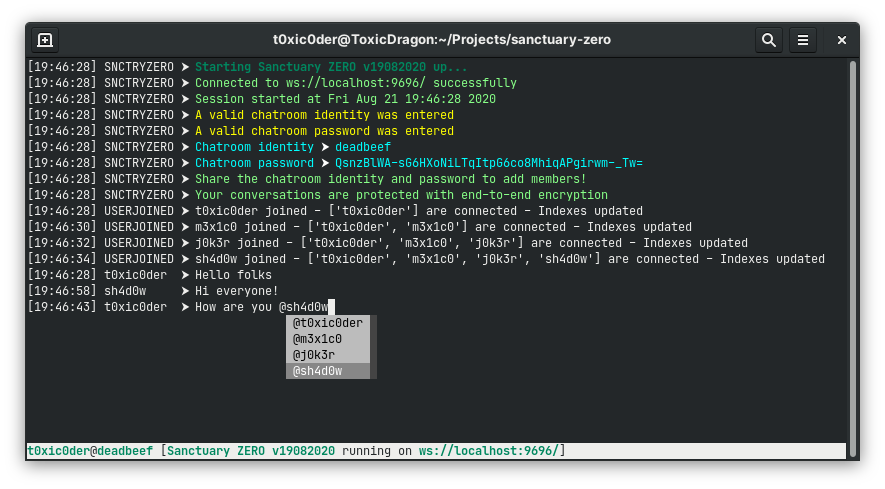 t0xic0der@ToxicDragon:~/Projects/sanctuary-zero
[19:46:28] SNCTRYZERO ➤ Starting Sanctuary ZERO v19082020 up...
[19:46:28] SNCTRYZERO ➤ Connected to ws://localhost:9696/ successfully
[19:46:28] SNCTRYZERO ➤ Session started at Fri Aug 21 19:46:28 2020
[19:46:28] SNCTRYZERO ➤ A valid chatroom identity was entered
[19:46:28] SNCTRYZERO ➤ A valid chatroom password was entered
[19:46:28] SNCTRYZERO ➤ Chatroom identity ➤ deadbeef
[19:46:28] SNCTRYZERO ➤ Chatroom password ➤ QsnzBlWA-sG6HXoNiLTqItpG6co8MhiqAPgirwm-_Tw=
[19:46:28] SNCTRYZERO ➤ Share the chatroom identity and password to add members!
[19:46:28] SNCTRYZERO ➤ Your conversations are protected with end-to-end encryption
[19:46:28] USERJOINED ➤ t0xic0der joined - ['t0xic0der'] are connected - Indexes updated
[19:46:30] USERJOINED ➤ m3x1c0 joined - ['t0xic0der', 'm3x1c0'] are connected - Indexes updated
[19:46:32] USERJOINED ➤ j0k3r joined - ['t0xic0der', 'm3x1c0', 'j0k3r'] are connected - Indexes updated
[19:46:34] USERJOINED ➤ sh4d0w joined - ['t0xic0der', 'm3x1c0', 'j0k3r', 'sh4d0w'] are connected - Indexes updated
[19:46:28] t0xic0der ➤ Hello folks
[19:46:58] sh4d0w ➤ Hi everyone!
[19:46:43] t0xic0der ➤ How are you @sh4d0w
@t0xic0der
@m3x1c0
@j0k3r
@sh4d0w
t0xic0der@deadbeef [Sanctuary ZERO v19082020 running on ws://localhost:9696/]